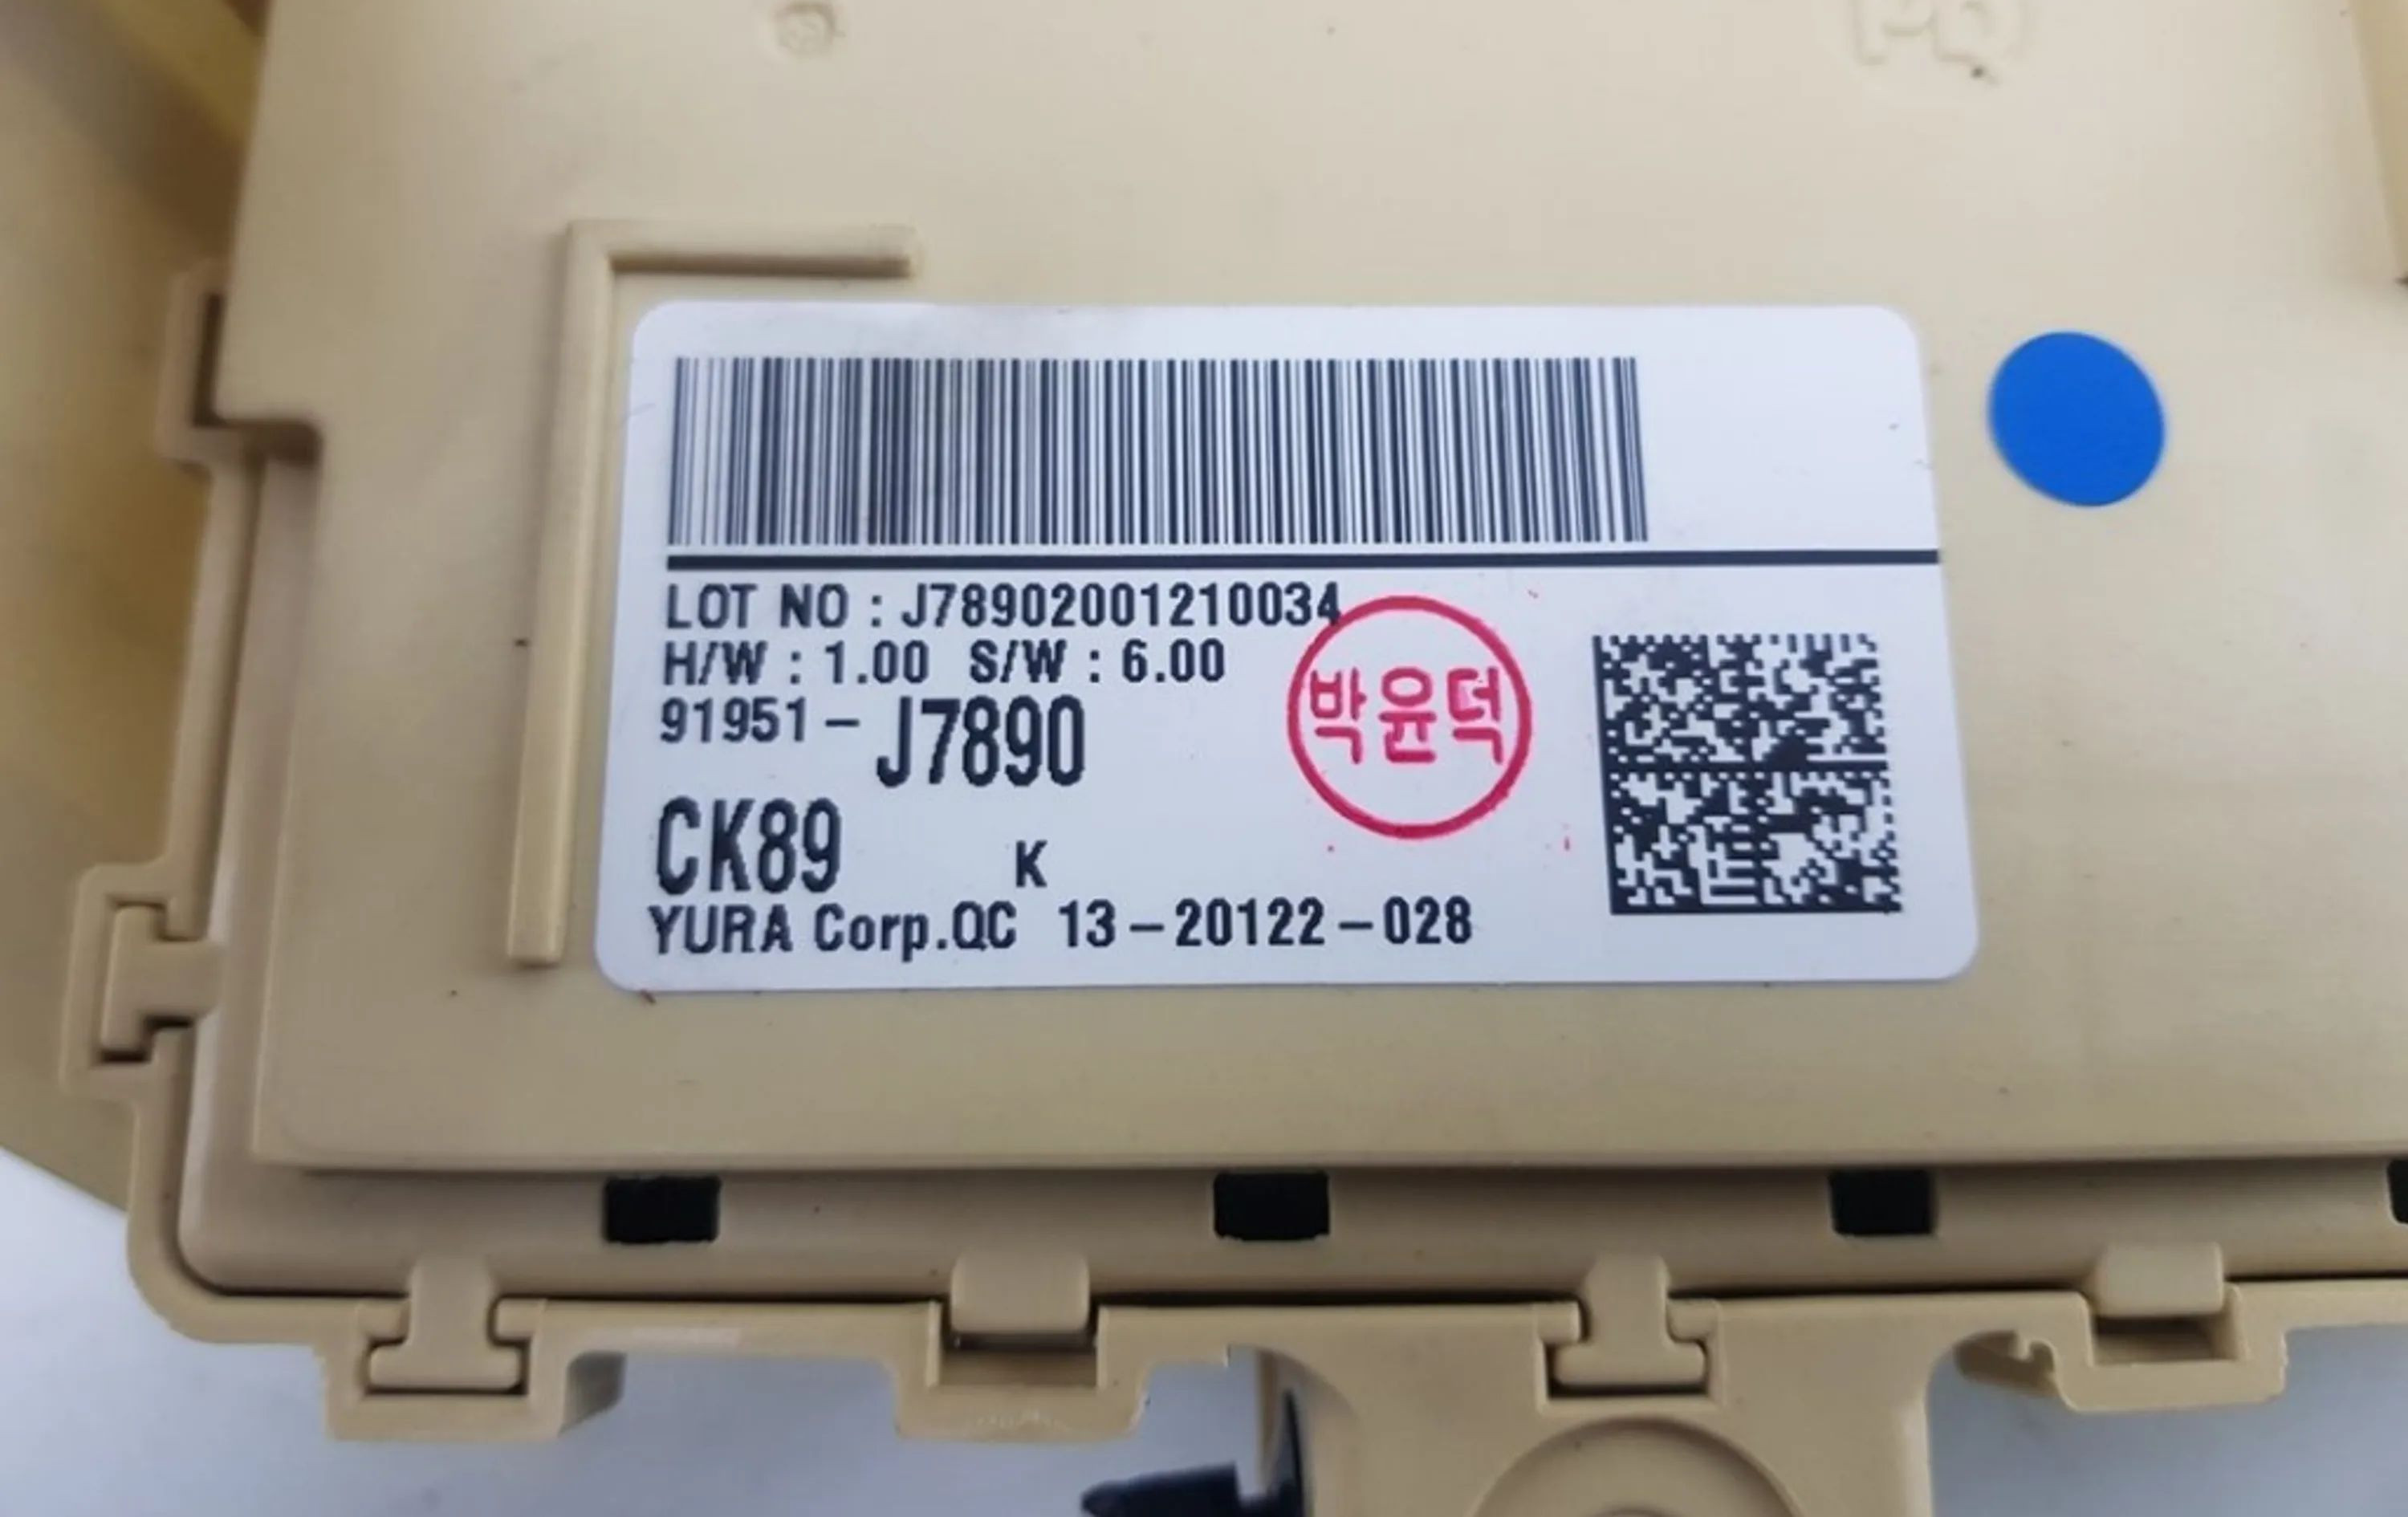 LOT NO : J78902001210034
H/W : 1.00 S/W : 6.00
91951 - J7890
박윤덕
CK89 K
YURA Corp.QC 13-20122-028